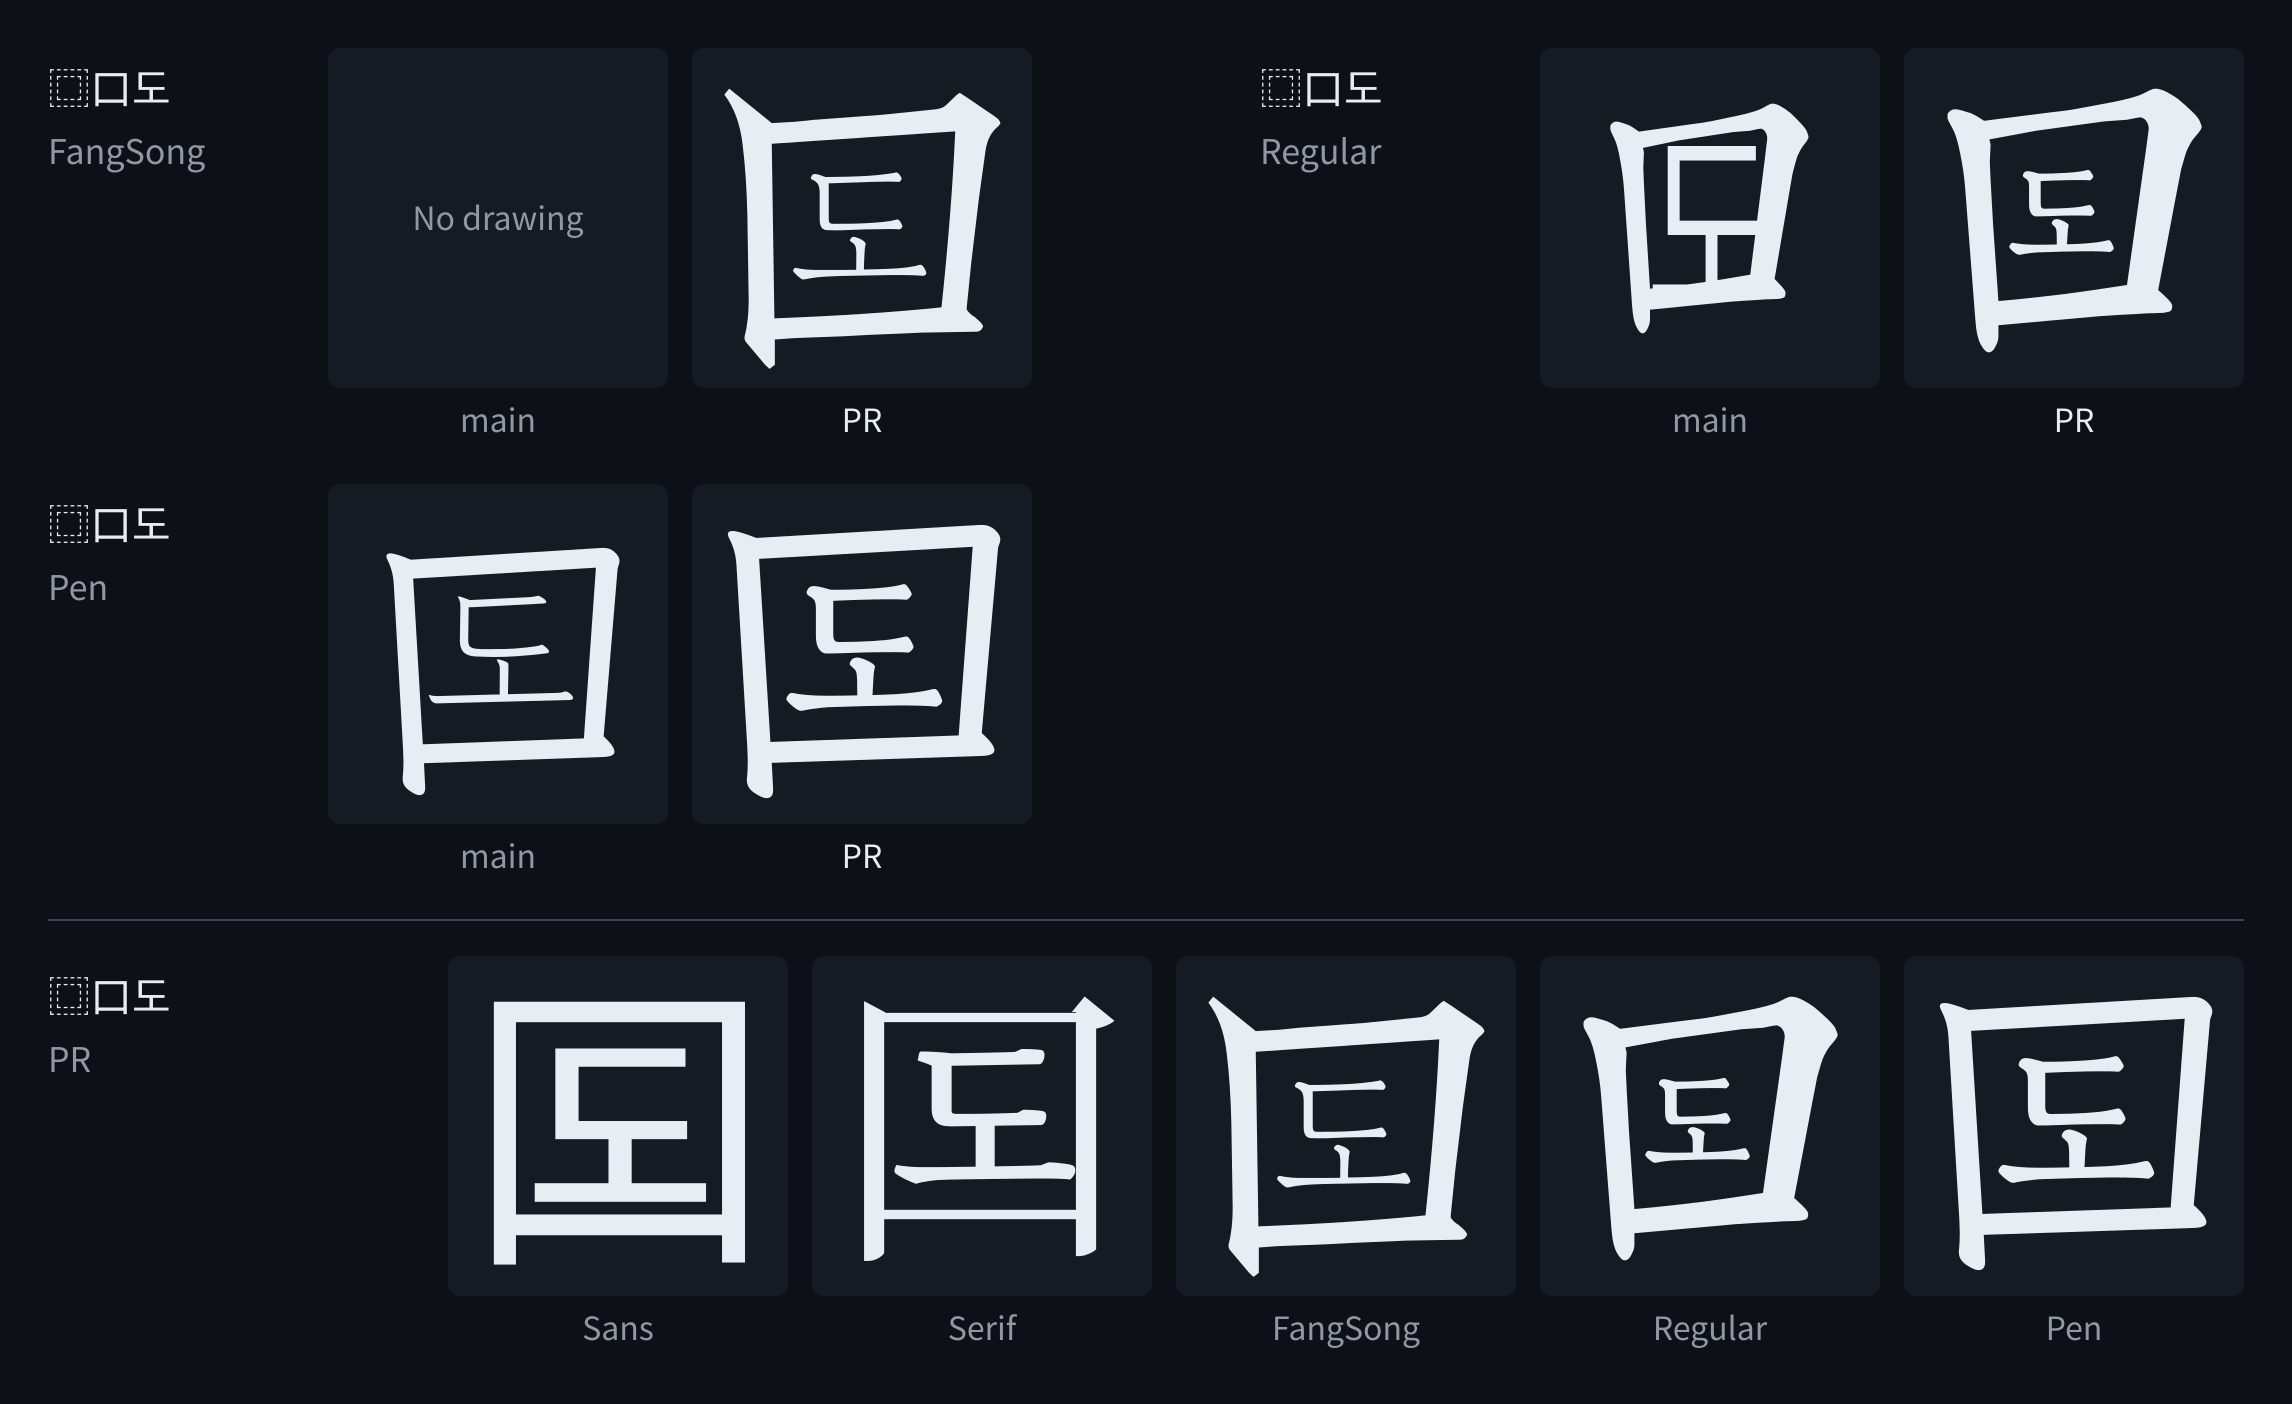 ⿴口도
FangSong
No drawing
main
PR
⿴口도
Regular
main
PR
⿴口도
Pen
main
PR
⿴口도
PR
Sans
Serif
FangSong
Regular
Pen